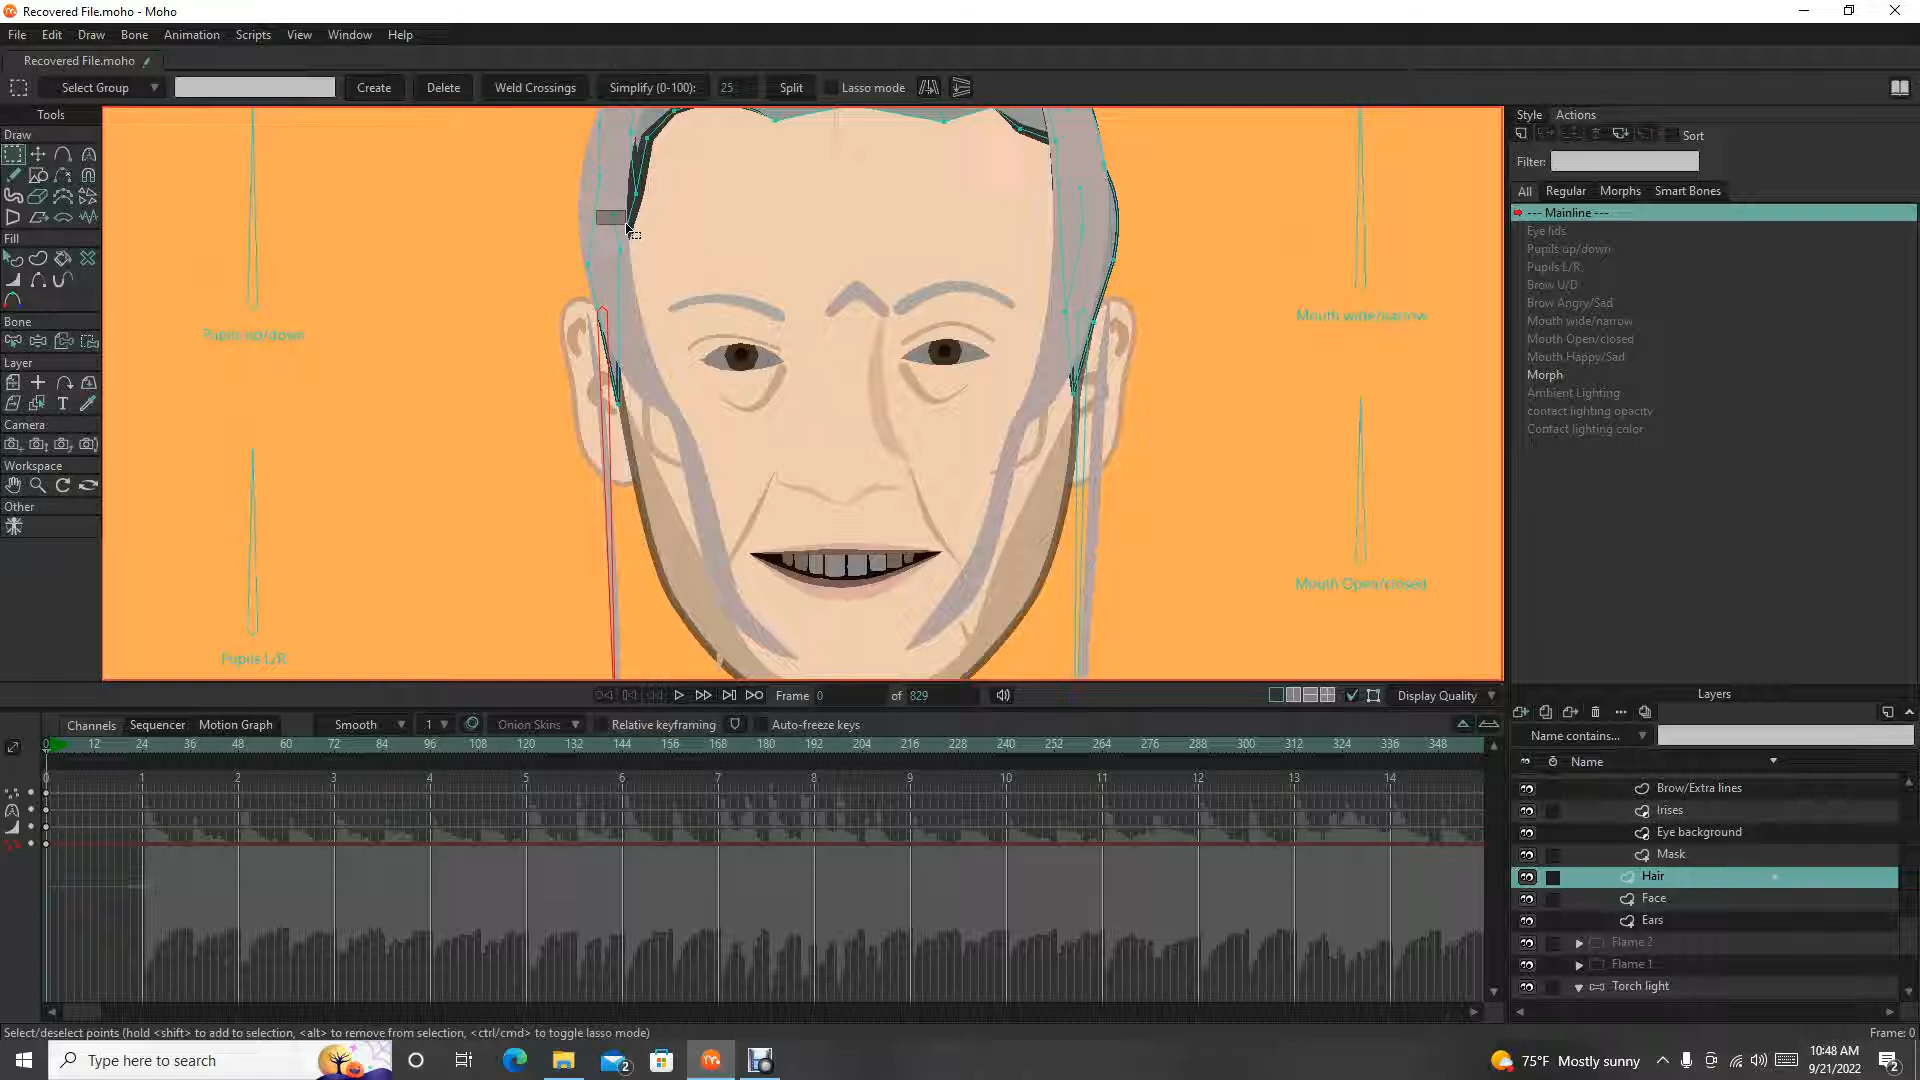 Recovered File.moho - Moho
File Edit Draw Bone Animation Scripts View Window Help
Recovered File.moho
Select Group Create Delete Weld Crossings Simplify (0-100): 25 Split Lasso mode
Tools
Draw
Fill
Bone
Layer
Camera
Workspace
Other
Pupils up/down
Pupils L/R
Mouth wide/narrow
Mouth Open/closed
Style Actions
Sort
Filter:
All Regular Morphs Smart Bones
--- Mainline ---
Eye lids
Pupils up/down
Pupils L/R
Brow U/D
Brow Angry/Sad
Mouth wide/narrow
Mouth Open/closed
Mouth Happy/Sad
Morph
Ambient Lighting
contact lighting opacity
Contact lighting color
Frame 0 of 829
Display Quality
Channels Sequencer Motion Graph Smooth 1 Onion Skins Relative keyframing Auto-freeze keys
0 12 24 36 48 60 72 84 96 108 120 132 144 156 168 180 192 204 216 228 240 252 264 276 288 300 312 324 336 348
0 1 2 3 4 5 6 7 8 9 10 11 12 13 14
Layers
Name contains...
Name
Brow/Extra lines
Irises
Eye background
Mask
Hair
Face
Ears
Flame 2
Flame 1
Torch light
Select/deselect points (hold <shift> to add to selection, <alt> to remove from selection, <ctrl/cmd> to toggle lasso mode)
Frame: 0
Type here to search
2
75°F Mostly sunny
10:48 AM
9/21/2022
2